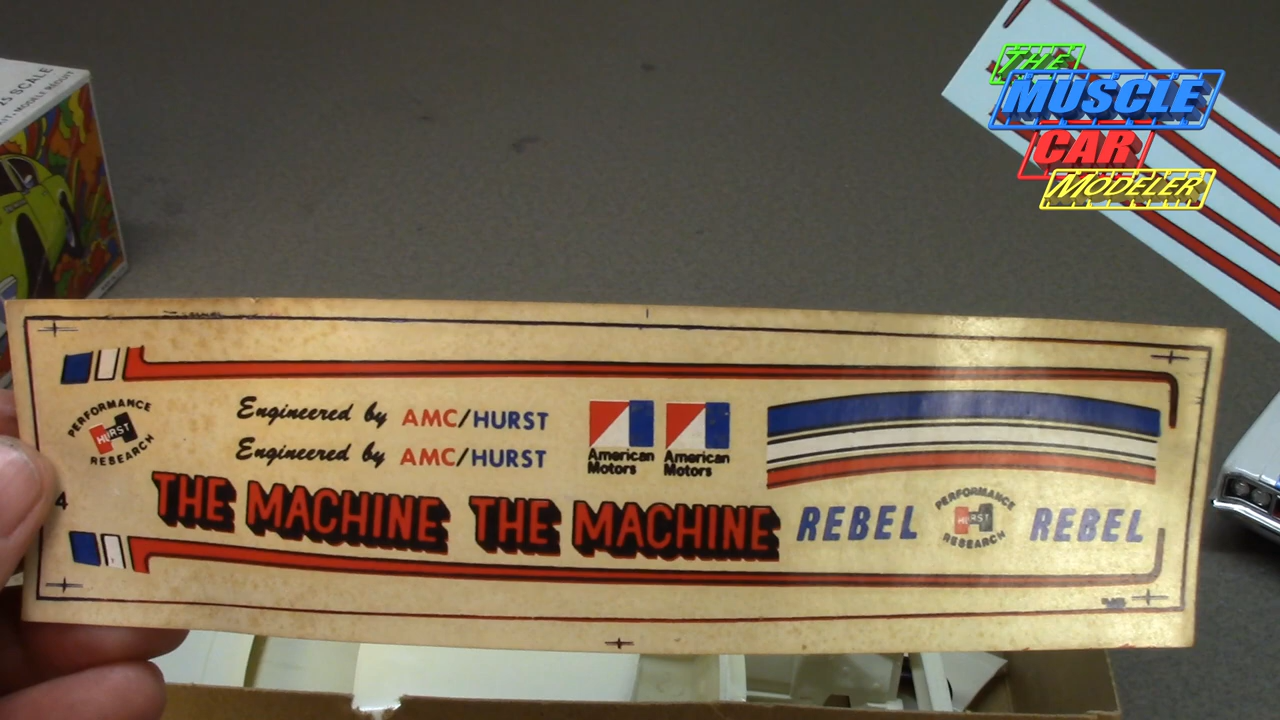 THE
MUSCLE
CAR
MODELER
25 SCALE
PERFORMANCE
HURST
RESEARCH
Engineered by AMC/HURST
Engineered by AMC/HURST
American
Motors
American
Motors
4
THE MACHINE THE MACHINE
REBEL
PERFORMANCE
HURST
RESEARCH
REBEL